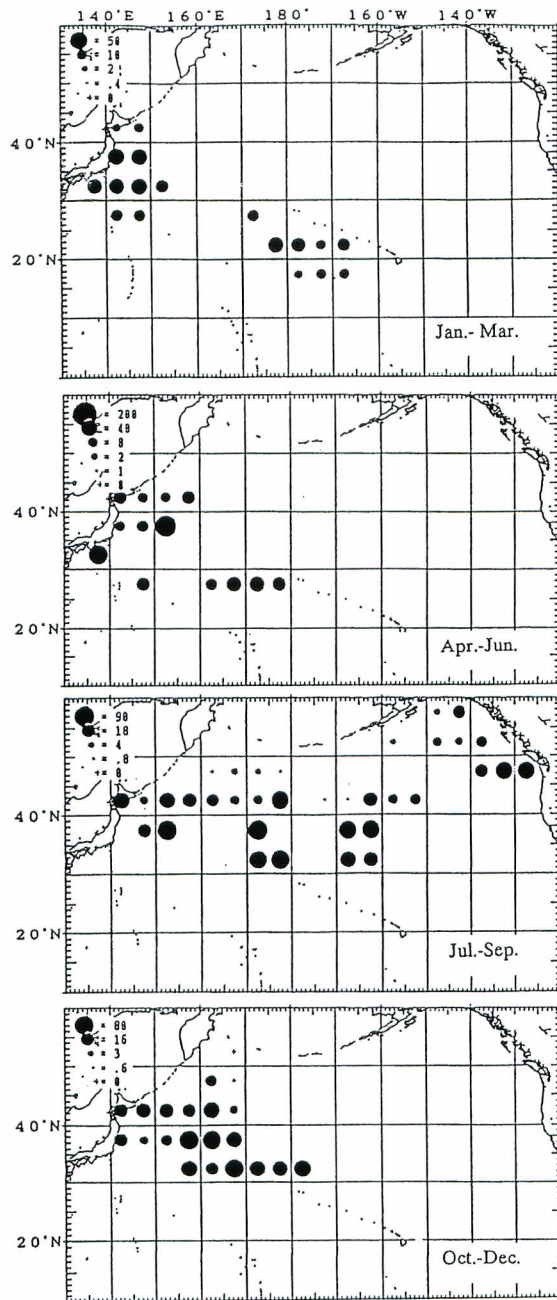 140°E 160°E 180° 160°W 140°W
= 50
= 10
= 2
+= 0
40°N
20°N
Jan.- Mar.
= 200
= 40
= 8
= 2
= 1
40°N
20°N
Apr.-Jun.
= 90
= 18
= 4
= .8
+= 0
40°N
20°N
Jul.-Sep.
= 80
= 16
= 3
= .6
+= 0
40°N
20°N
Oct.-Dec.